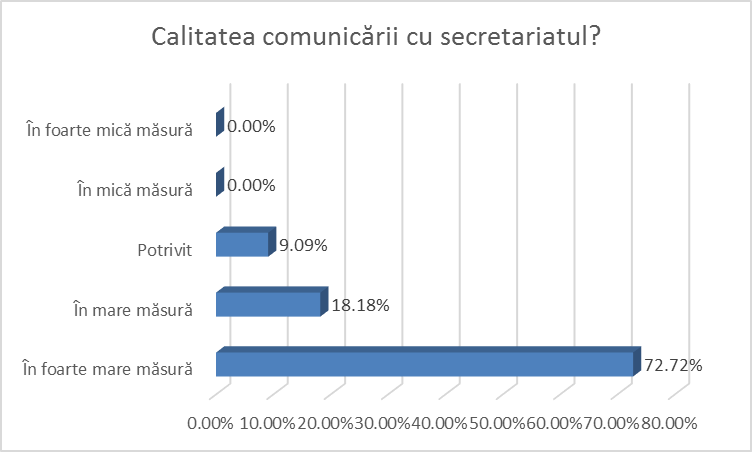 Calitatea comunicării cu secretariatul?
În foarte mică măsură 0.00%
În mică măsură 0.00%
Potrivit 9.09%
În mare măsură 18.18%
În foarte mare măsură 72.72%
0.00% 10.00% 20.00% 30.00% 40.00% 50.00% 60.00% 70.00% 80.00%